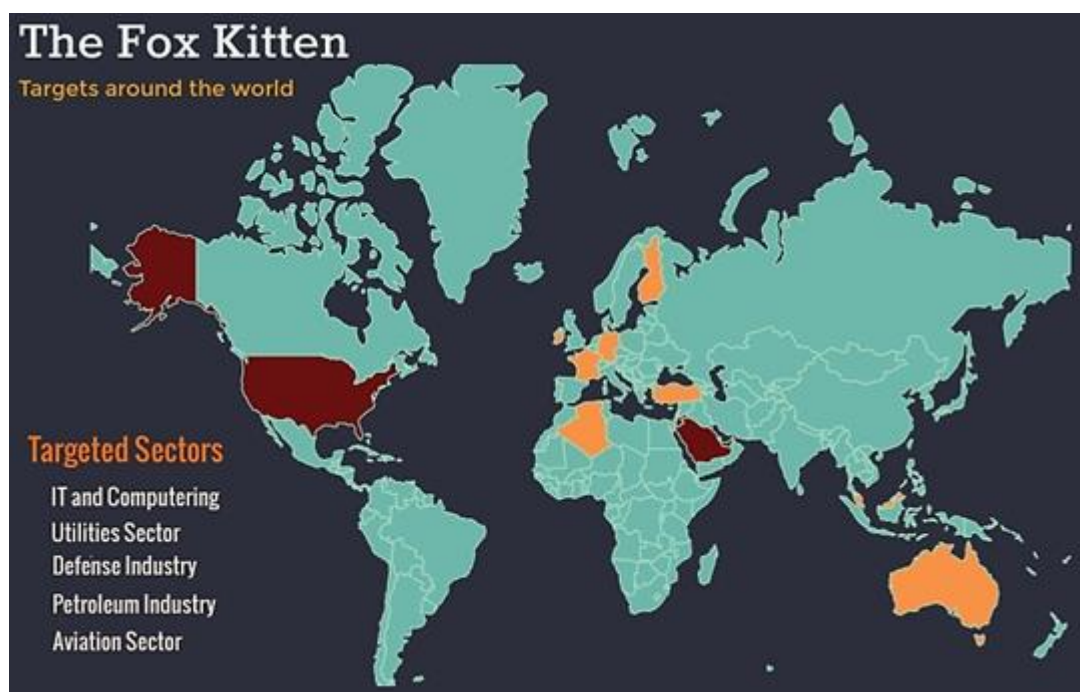 The Fox Kitten
Targets around the world
Targeted Sectors
IT and Computering
Utilities Sector
Defense Industry
Petroleum Industry
Aviation Sector